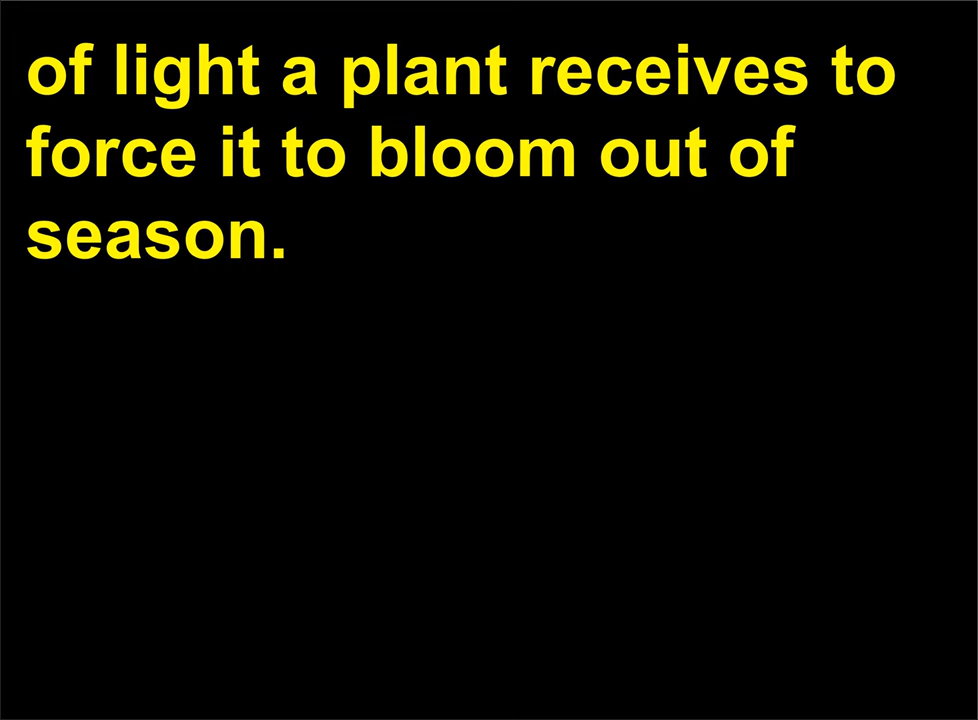 of light a plant receives to
force it to bloom out of
season.